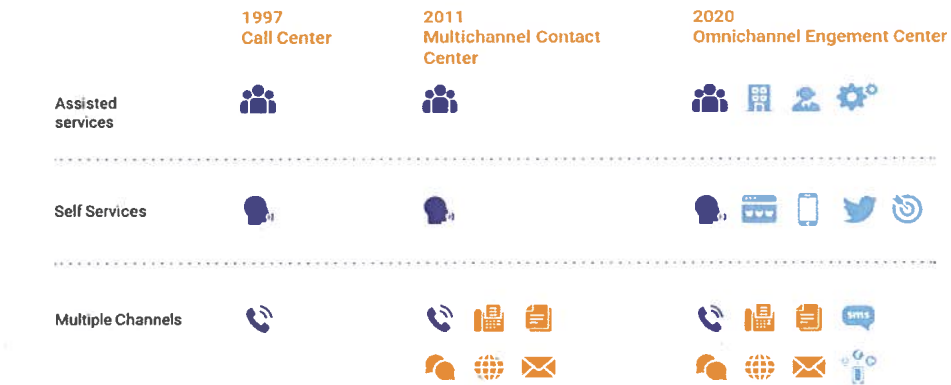 1997
Call Center
2011
Multichannel Contact
Center
2020
Omnichannel Engement Center
Assisted
services
Self Services
Multiple Channels
sms